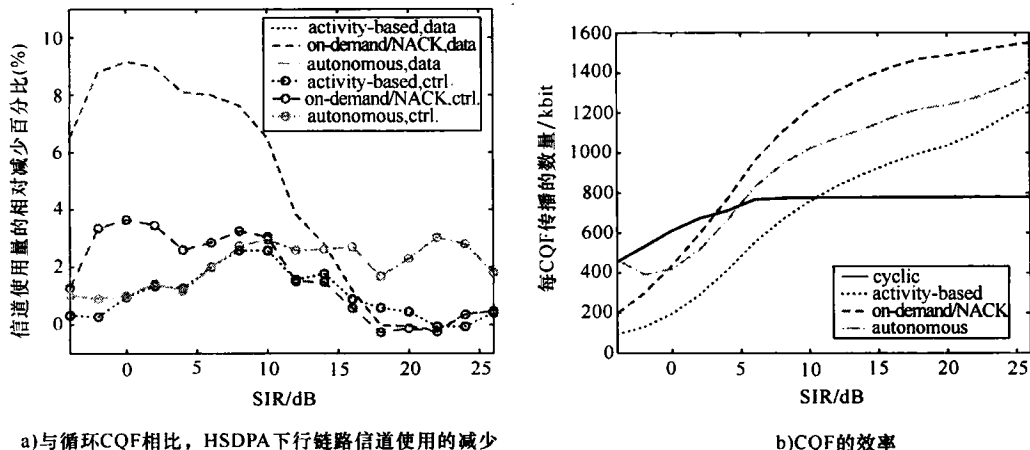 信道使用量的相对减少百分比(%)
10
8
6
4
2
0
activity-based,data
on-demand/NACK,data
autonomous,data
activity-based,ctrl.
on-demand/NACK,ctrl.
autonomous,ctrl.
0 5 10 15 20 25
SIR/dB
a)与循环CQF相比，HSDPA下行链路信道使用的减少
每CQF传播的数量/kbit
1600
1400
1200
1000
800
600
400
200
0
cyclic
activity-based
on-demand/NACK
autonomous
0 5 10 15 20 25
SIR/dB
b)CQF的效率